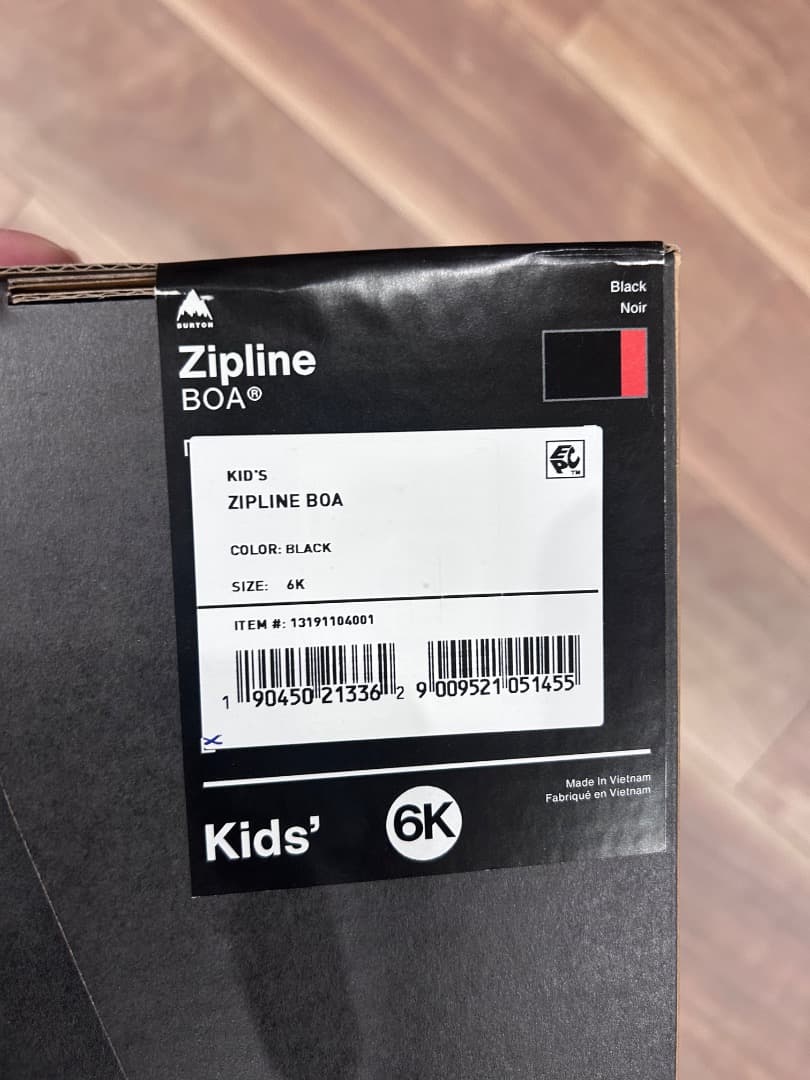 BURTON
Zipline
BOA®
Black
Noir
EPC™
KID'S
ZIPLINE BOA
COLOR: BLACK
SIZE: 6K
ITEM #: 13191104001
1 90450 21336 2
9 009521 051455
Made In Vietnam
Fabriqué en Vietnam
Kids’
6K